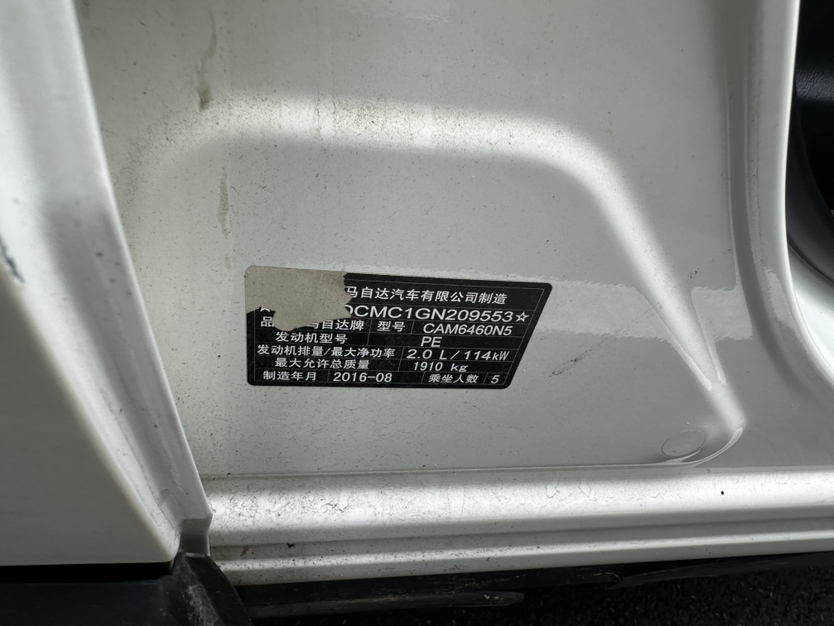 马自达汽车有限公司制造
CMC1GN209553☆
品 马自达牌 型号 CAM6460N5
发动机型号 PE
发动机排量/最大净功率 2.0 L/114kW
最大允许总质量 1910 kg
制造年月 2016-08 乘坐人数 5